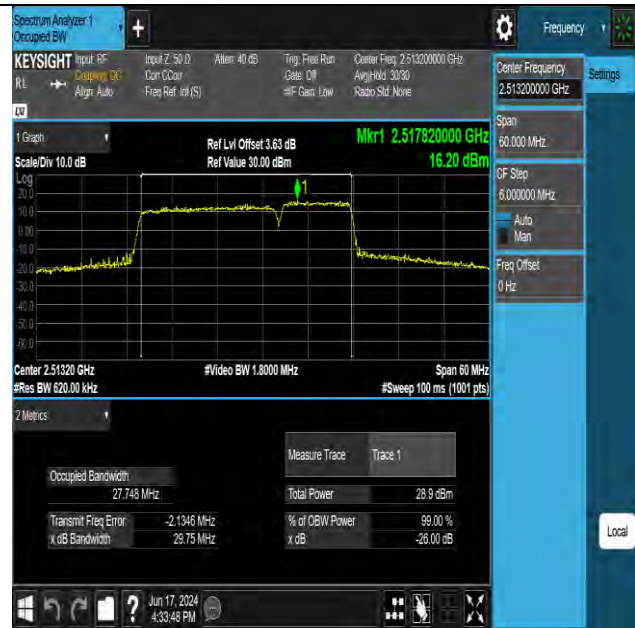 Spectrum Analyzer 1
Occupied BW
Frequency
KEYSIGHT
RL
Input: RF
Coupling: DC
Align: Auto
Input Z: 50 Ω
Corr CCorr
Freq Ref: Int (S)
Atten: 40 dB
Trig: Free Run
Gate: Off
#IF Gain: Low
Center Freq: 2.513200000 GHz
Avg|Hold: 30/30
Radio Std: None
Center Frequency
2.513200000 GHz
Settings
Span
60.000 MHz
CF Step
6.000000 MHz
Auto
Man
Freq Offset
0 Hz
1 Graph
Scale/Div 10.0 dB
Ref Lvl Offset 3.63 dB
Ref Value 30.00 dBm
Mkr1 2.517820000 GHz
16.20 dBm
Log
20.0
10.0
0.00
-10.0
-20.0
-30.0
-40.0
-50.0
-60.0
1
Center 2.51320 GHz
#Res BW 620.00 kHz
#Video BW 1.8000 MHz
Span 60 MHz
#Sweep 100 ms (1001 pts)
2 Metrics
Measure Trace Trace 1
Occupied Bandwidth
27.748 MHz
Total Power 28.9 dBm
Transmit Freq Error -2.1346 MHz
% of OBW Power 99.00 %
x dB Bandwidth 29.75 MHz
x dB -26.00 dB
Local
?
Jun 17, 2024
4:33:48 PM